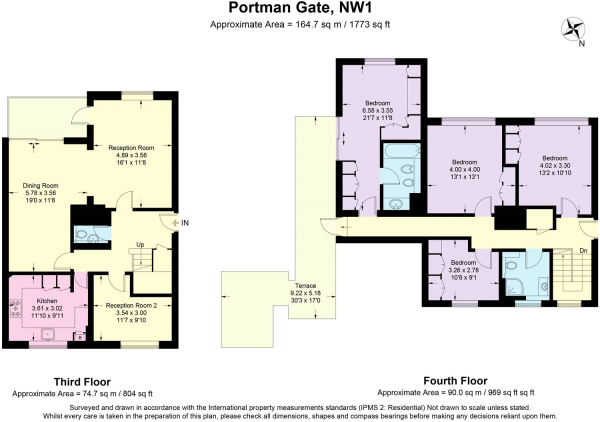 Portman Gate, NW1
Approximate Area = 164.7 sq m / 1773 sq ft
N
Reception Room
4.89 x 3.56
16'1 x 11'8
Dining Room
5.78 x 3.56
19'0 x 11'8
IN
Up
Kitchen
3.61 x 3.02
11'10 x 9'11
Reception Room 2
3.54 x 3.00
11'7 x 9'10
Third Floor
Approximate Area = 74.7 sq m / 804 sq ft
Bedroom
6.58 x 3.55
21'7 x 11'8
Bedroom
4.00 x 4.00
13'1 x 13'1
Bedroom
4.02 x 3.30
13'2 x 10'10
Bedroom
3.26 x 2.78
10'8 x 9'1
Dn
Terrace
9.22 x 5.18
30'3 x 17'0
Fourth Floor
Approximate Area = 90.0 sq m / 969 sq ft sq ft
Surveyed and drawn in accordance with the International property measurements standards (IPMS 2: Residential) Not drawn to scale unless stated.
Whilst every care is taken in the preparation of this plan, please check all dimensions, shapes and compass bearings before making any decisions reliant upon them.